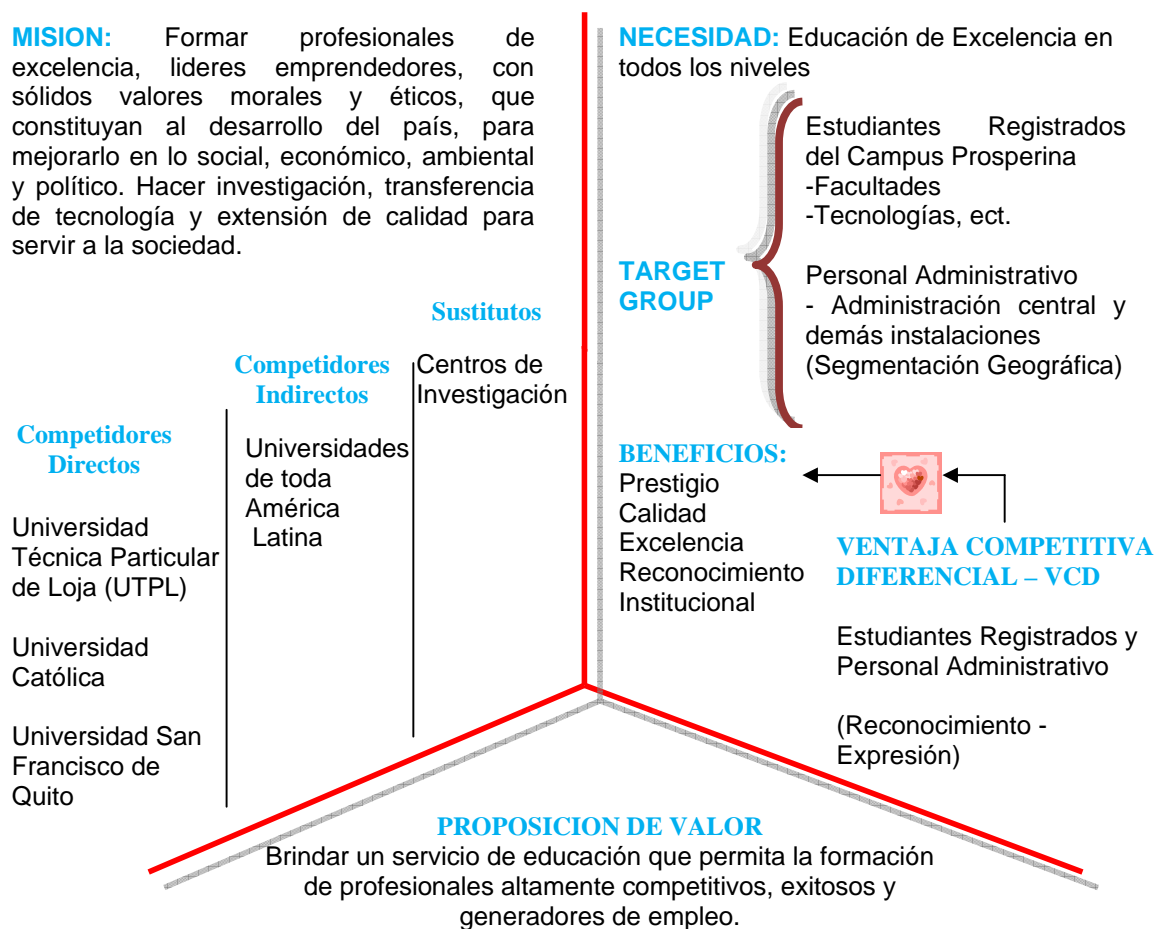 MISION: Formar profesionales de
excelencia, lideres emprendedores, con
sólidos valores morales y éticos, que
constituyan al desarrollo del país, para
mejorarlo en lo social, económico, ambiental
y político. Hacer investigación, transferencia
de tecnología y extensión de calidad para
servir a la sociedad.
Sustitutos
Centros de
Investigación
Competidores
Indirectos
Universidades
de toda
América
Latina
Competidores
Directos
Universidad
Técnica Particular
de Loja (UTPL)
Universidad
Católica
Universidad San
Francisco de
Quito
NECESIDAD: Educación de Excelencia en
todos los niveles
TARGET
GROUP
Estudiantes Registrados
del Campus Prosperina
-Facultades
-Tecnologías, ect.
Personal Administrativo
- Administración central y
demás instalaciones
(Segmentación Geográfica)
BENEFICIOS:
Prestigio
Calidad
Excelencia
Reconocimiento
Institucional
VENTAJA COMPETITIVA
DIFERENCIAL – VCD
Estudiantes Registrados y
Personal Administrativo
(Reconocimiento -
Expresión)
PROPOSICION DE VALOR
Brindar un servicio de educación que permita la formación
de profesionales altamente competitivos, exitosos y
generadores de empleo.